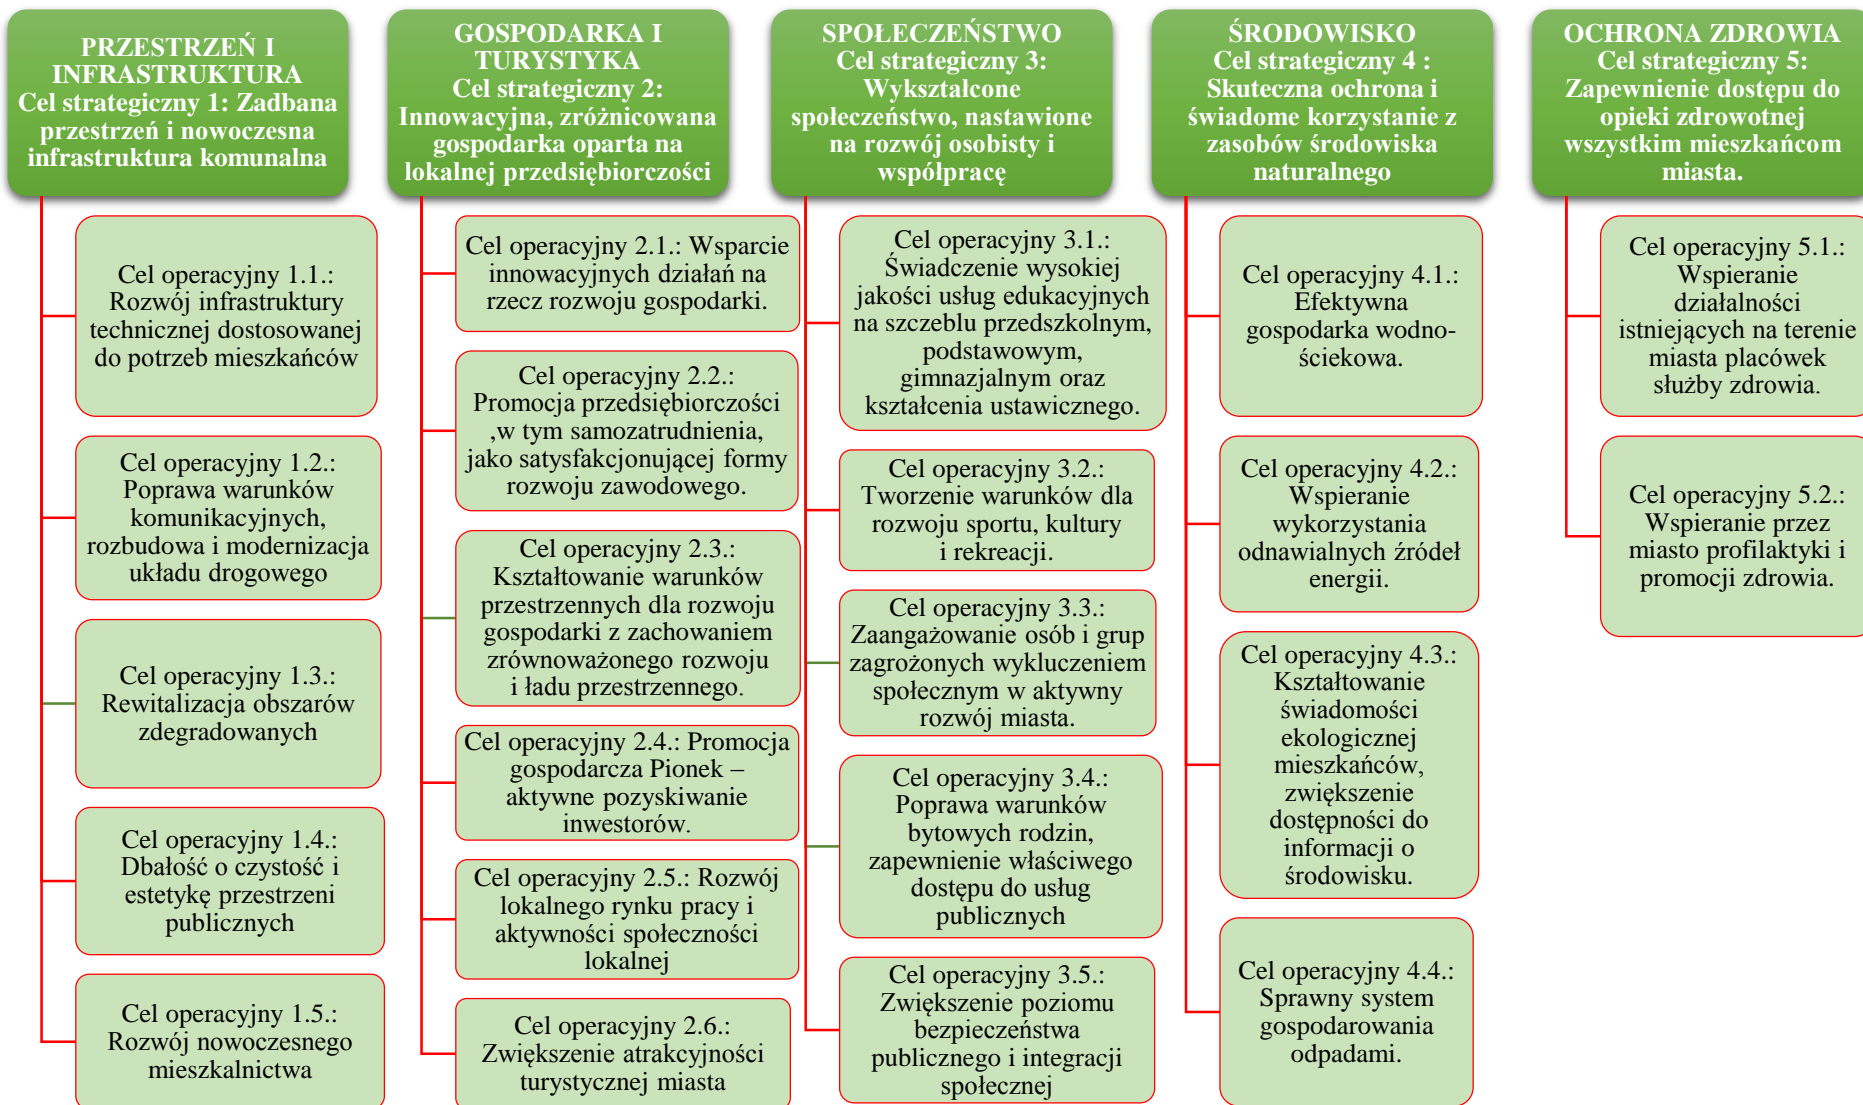 PRZESTRZEŃ I
INFRASTRUKTURA
Cel strategiczny 1: Zadbana
przestrzeń i nowoczesna
infrastruktura komunalna
Cel operacyjny 1.1.:
Rozwój infrastruktury
technicznej dostosowanej
do potrzeb mieszkańców
Cel operacyjny 1.2.:
Poprawa warunków
komunikacyjnych,
rozbudowa i modernizacja
układu drogowego
Cel operacyjny 1.3.:
Rewitalizacja obszarów
zdegradowanych
Cel operacyjny 1.4.:
Dbałość o czystość i
estetykę przestrzeni
publicznych
Cel operacyjny 1.5.:
Rozwój nowoczesnego
mieszkalnictwa
GOSPODARKA I
TURYSTYKA
Cel strategiczny 2:
Innowacyjna, zróżnicowana
gospodarka oparta na
lokalnej przedsiębiorczości
Cel operacyjny 2.1.: Wsparcie
innowacyjnych działań na
rzecz rozwoju gospodarki.
Cel operacyjny 2.2.:
Promocja przedsiębiorczości
,w tym samozatrudnienia,
jako satysfakcjonującej formy
rozwoju zawodowego.
Cel operacyjny 2.3.:
Kształtowanie warunków
przestrzennych dla rozwoju
gospodarki z zachowaniem
zrównoważonego rozwoju
i ładu przestrzennego.
Cel operacyjny 2.4.: Promocja
gospodarcza Pionek –
aktywne pozyskiwanie
inwestorów.
Cel operacyjny 2.5.: Rozwój
lokalnego rynku pracy i
aktywności społeczności
lokalnej
Cel operacyjny 2.6.:
Zwiększenie atrakcyjności
turystycznej miasta
SPOŁECZEŃSTWO
Cel strategiczny 3:
Wykształcone
społeczeństwo, nastawione
na rozwój osobisty i
współpracę
Cel operacyjny 3.1.:
Świadczenie wysokiej
jakości usług edukacyjnych
na szczeblu przedszkolnym,
podstawowym,
gimnazjalnym oraz
kształcenia ustawicznego.
Cel operacyjny 3.2.:
Tworzenie warunków dla
rozwoju sportu, kultury
i rekreacji.
Cel operacyjny 3.3.:
Zaangażowanie osób i grup
zagrożonych wykluczeniem
społecznym w aktywny
rozwój miasta.
Cel operacyjny 3.4.:
Poprawa warunków
bytowych rodzin,
zapewnienie właściwego
dostępu do usług
publicznych
Cel operacyjny 3.5.:
Zwiększenie poziomu
bezpieczeństwa
publicznego i integracji
społecznej
ŚRODOWISKO
Cel strategiczny 4 :
Skuteczna ochrona i
świadome korzystanie z
zasobów środowiska
naturalnego
Cel operacyjny 4.1.:
Efektywna
gospodarka wodno-
ściekowa.
Cel operacyjny 4.2.:
Wspieranie
wykorzystania
odnawialnych źródeł
energii.
Cel operacyjny 4.3.:
Kształtowanie
świadomości
ekologicznej
mieszkańców,
zwiększenie
dostępności do
informacji o
środowisku.
Cel operacyjny 4.4.:
Sprawny system
gospodarowania
odpadami.
OCHRONA ZDROWIA
Cel strategiczny 5:
Zapewnienie dostępu do
opieki zdrowotnej
wszystkim mieszkańcom
miasta.
Cel operacyjny 5.1.:
Wspieranie
działalności
istniejących na terenie
miasta placówek
służby zdrowia.
Cel operacyjny 5.2.:
Wspieranie przez
miasto profilaktyki i
promocji zdrowia.